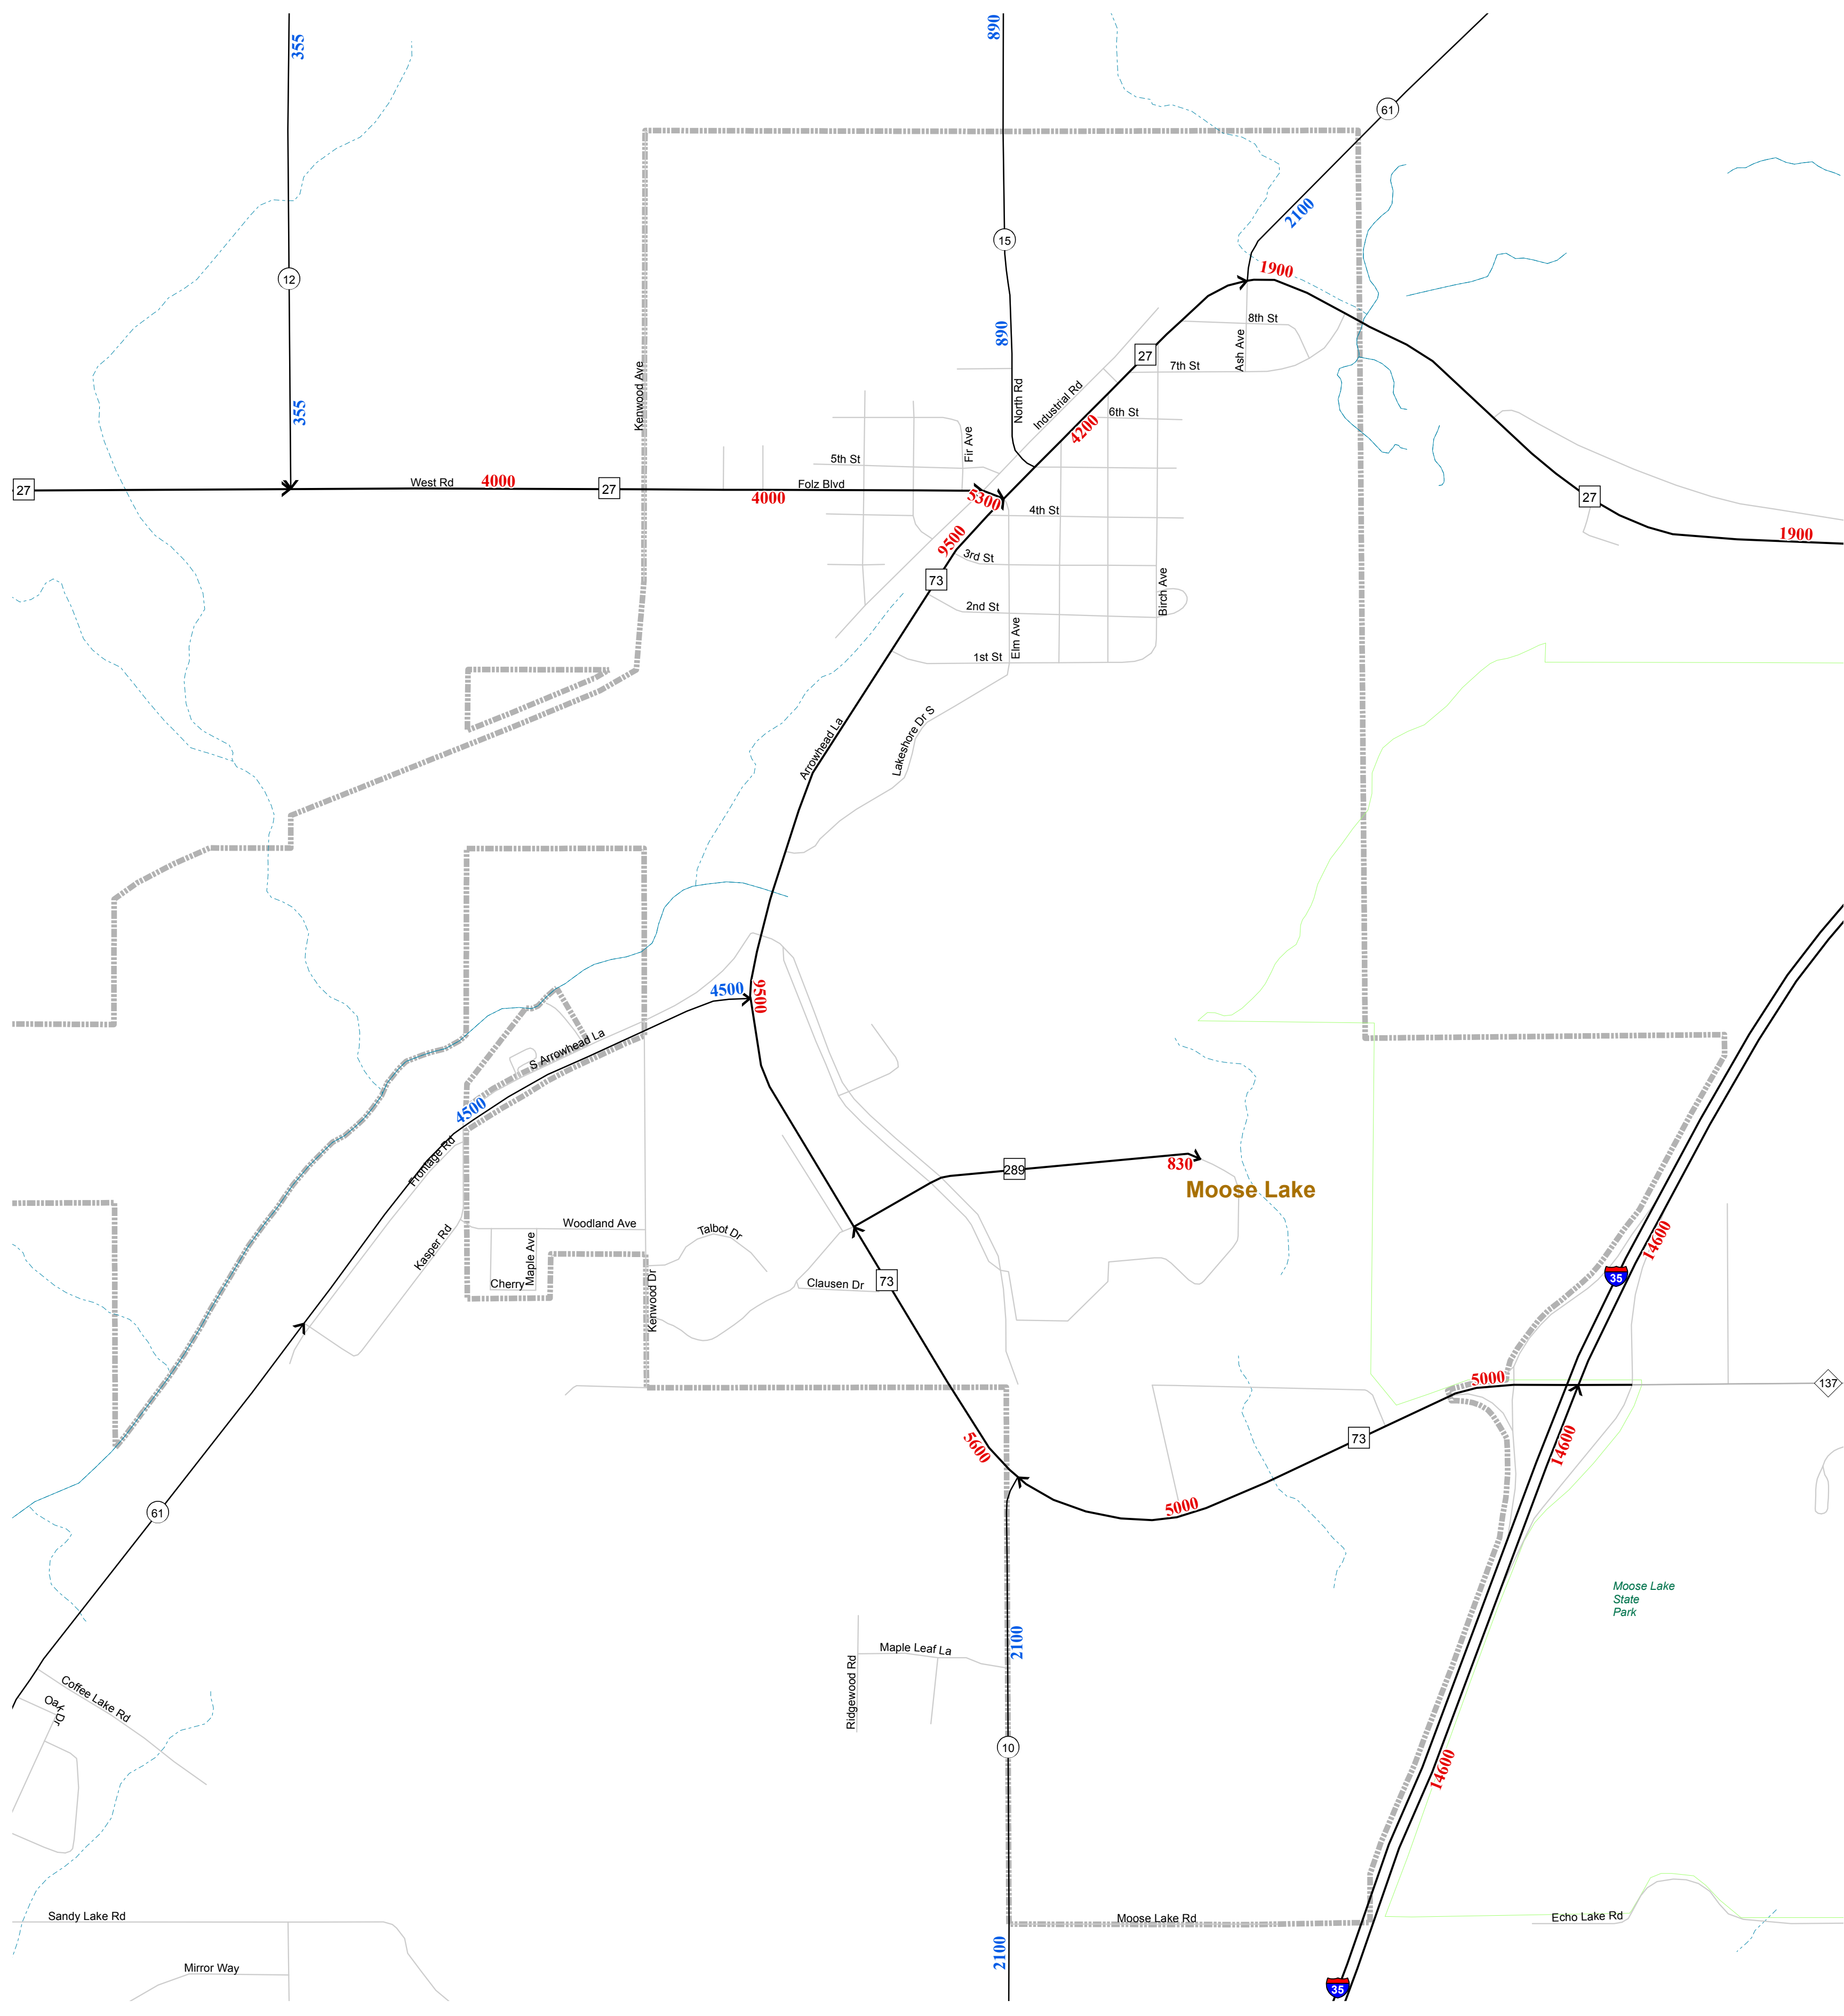 355
890
61
2100
15
12
1900
890
27
8th St
Ash Ave
7th St
Kenwood Ave
North Rd
Industrial Rd
6th St
4200
355
Fir Ave
5th St
27
West Rd
4000
27
Folz Blvd
4000
5300
4th St
27
1900
9500
3rd St
73
Birch Ave
2nd St
Elm Ave
1st St
Lakeshore Dr S
Arrowhead La
4500
9500
S Arrowhead La
4500
Frontage Rd
289
830
Moose Lake
Woodland Ave
Talbot Dr
Kasper Rd
Maple Ave
14600
35
Cherry
Clausen Dr
73
Kenwood Dr
5000
137
5600
73
14600
5000
61
Moose Lake
State
Park
2100
Maple Leaf La
Ridgewood Rd
Coffee Lake Rd
Oak Dr
10
14600
Sandy Lake Rd
Moose Lake Rd
Echo Lake Rd
2100
Mirror Way
35